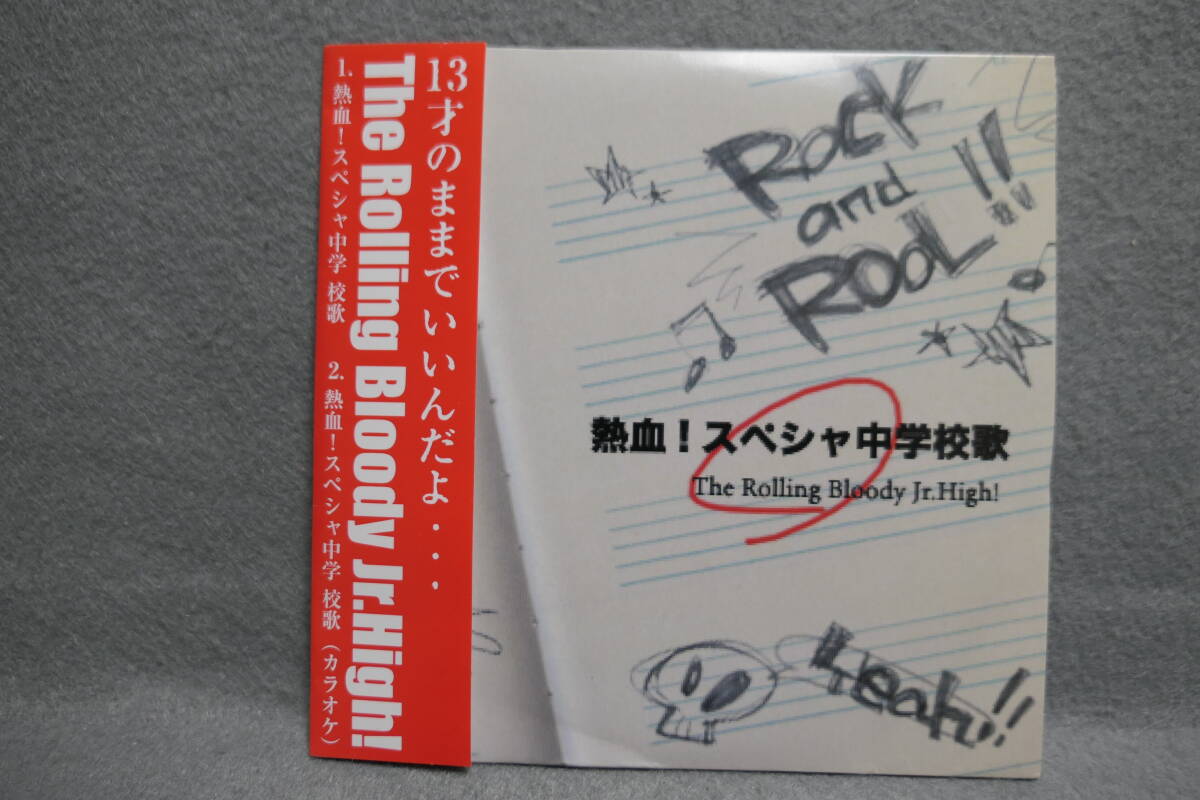 13才のままでいいんだよ・・・
The Rolling Bloody Jr.High!
1. 熱血！スペシャ中学 校歌
2. 熱血！スペシャ中学 校歌（カラオケ）
ROCK
and
ROOL!!
熱血！スペシャ中学校歌
The Rolling Bloody Jr.High!
Yeah!!